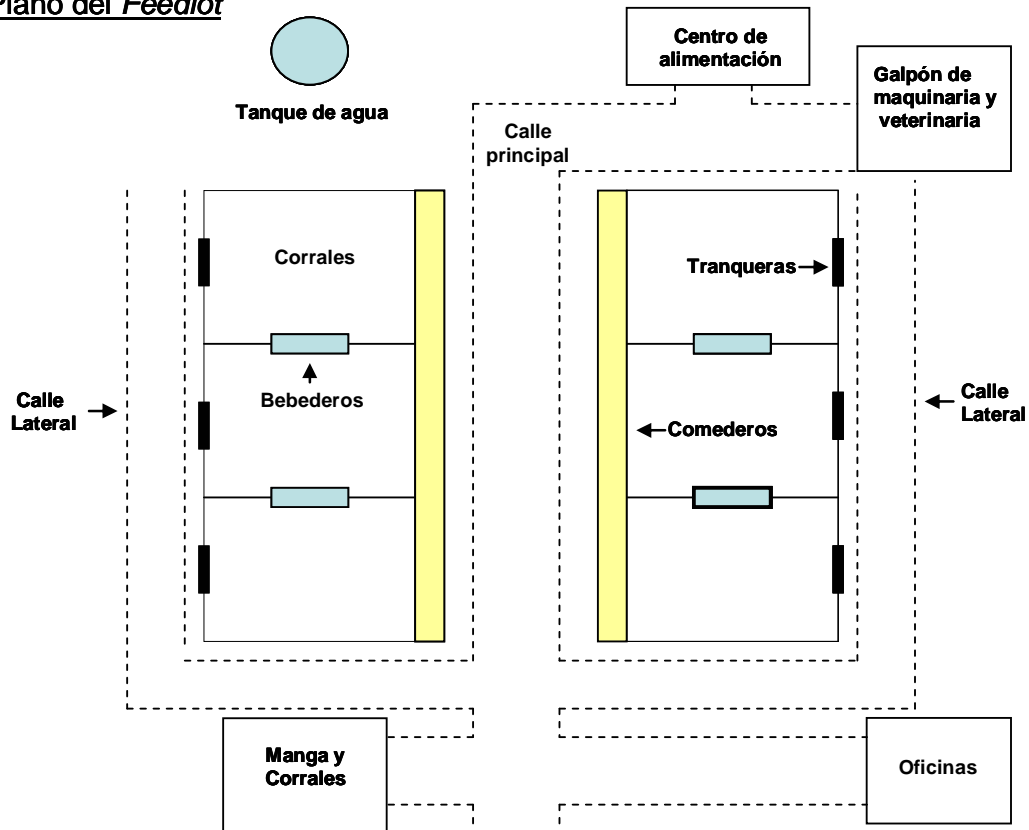 Plano del Feedlot
Centro de
alimentación
Galpón de
maquinaria y
veterinaria
Tanque de agua
Calle
principal
Corrales
Tranqueras
Bebederos
Calle
Lateral
Calle
Lateral
Comederos
Manga y
Corrales
Oficinas